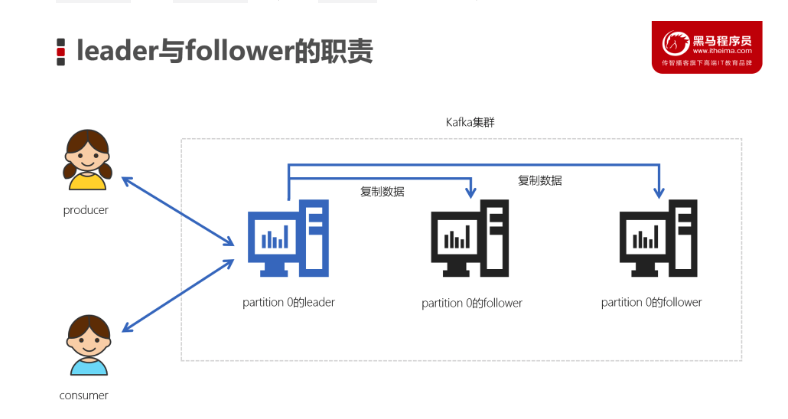 leader与follower的职责
黑马程序员
www.itheima.com
传智播客旗下高端IT教育品牌
Kafka集群
复制数据
复制数据
producer
partition 0的leader
partition 0的follower
partition 0的follower
consumer